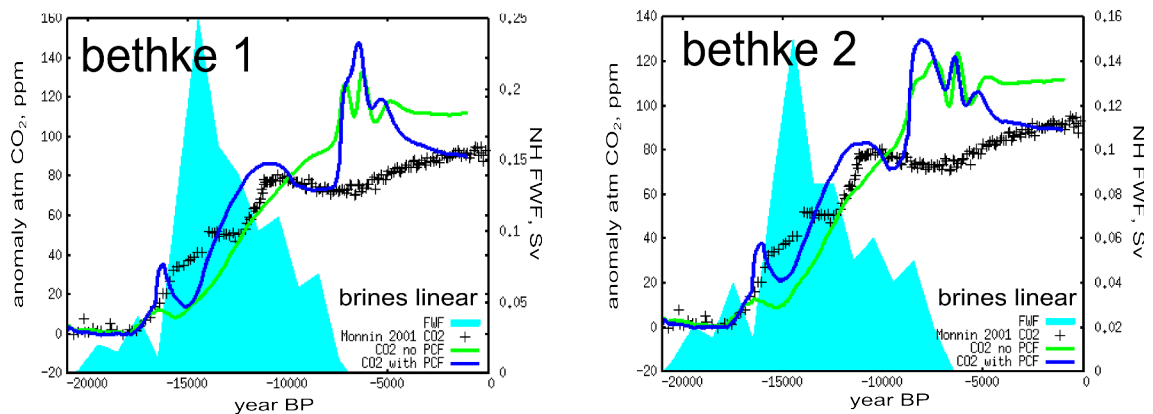 bethke 1
anomaly atm CO2, ppm
160
140
120
100
80
60
40
20
0
-20
0.25
0.2
0.15
0.1
0.05
0
NH FWF, Sv
brines linear
FWF
Monnin 2001 CO2
CO2 no PCF
CO2 with PCF
-20000 -15000 -10000 -5000 0
year BP
bethke 2
anomaly atm CO2, ppm
140
120
100
80
60
40
20
0
-20
0.16
0.14
0.12
0.1
0.08
0.06
0.04
0.02
0
NH FWF, Sv
brines linear
FWF
Monnin 2001 CO2
CO2 no PCF
CO2 with PCF
-20000 -15000 -10000 -5000 0
year BP